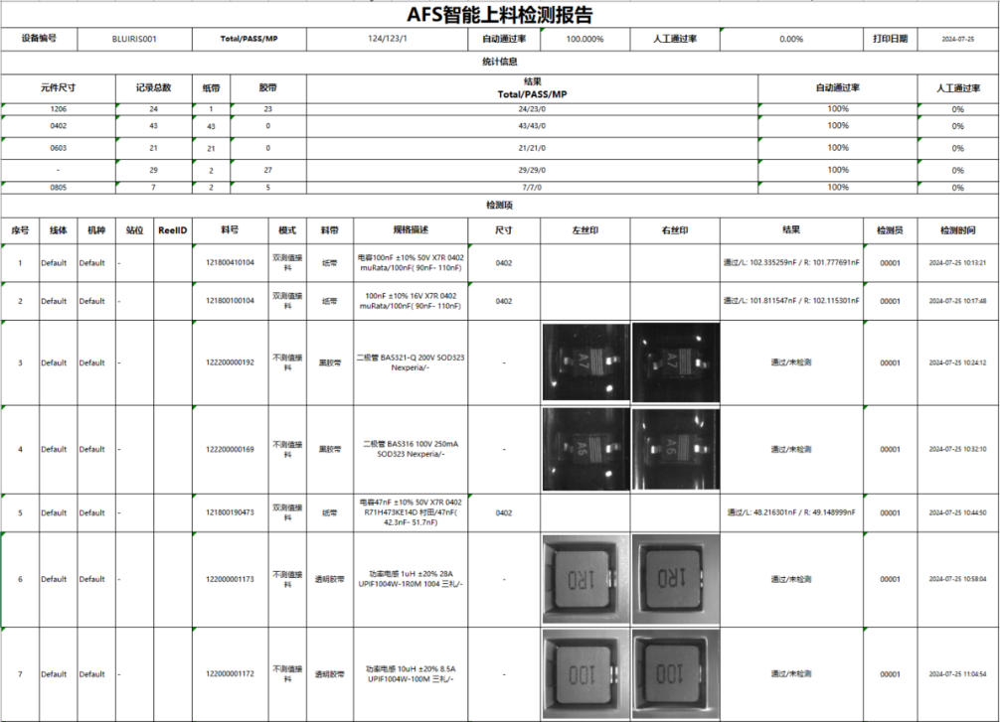 AFS智能上料检测报告
设备编号 BLUIRIS001 Total/PASS/MP 124/123/1 自动通过率 100.000% 人工通过率 0.00% 打印日期 2024-07-25
统计信息
元件尺寸 记录总数 纸带 胶带 结果 Total/PASS/MP 自动通过率 人工通过率
1206 24 1 23 24/23/0 100% 0%
0402 43 43 0 43/43/0 100% 0%
0603 21 21 0 21/21/0 100% 0%
- 29 2 27 29/29/0 100% 0%
0805 7 2 5 7/7/0 100% 0%
检测项
序号 线体 机种 站位 ReelID 料号 模式 料带 规格描述 尺寸 左丝印 右丝印 结果 检测员 检测时间
1 Default Default - 121800410104 双测值接料 纸带 电容100nF ±10% 50V X7R 0402 muRata/100nF( 90nF- 110nF) 0402 通过/L: 102.335259nF / R: 101.777691nF 00001 2024-07-25 10:13:21
2 Default Default - 121800100104 双测值接料 纸带 100nF ±10% 16V X7R 0402 muRata/100nF( 90nF- 110nF) 0402 通过/L: 101.811547nF / R: 102.115301nF 00001 2024-07-25 10:17:48
3 Default Default - 122200000192 不测值接料 黑胶带 二极管 BAS321-Q 200V SOD323 Nexperia/- - A7 A7 通过/未检测 00001 2024-07-25 10:24:12
4 Default Default - 122200000169 不测值接料 黑胶带 二极管 BAS316 100V 250mA SOD323 Nexperia/- - A6 A6 通过/未检测 00001 2024-07-25 10:32:10
5 Default Default - 121800190473 双测值接料 纸带 电容47nF ±10% 50V X7R 0402 R71H473KE14D 村田/47nF( 42.3nF- 51.7nF) 0402 通过/L: 48.216301nF / R: 49.148999nF 00001 2024-07-25 10:44:50
6 Default Default - 122000001173 不测值接料 透明胶带 功率电感 1uH ±20% 28A UPIF1004W-1R0M 1004 三礼/- - 1R0 1R0 通过/未检测 00001 2024-07-25 10:58:04
7 Default Default - 122000001172 不测值接料 透明胶带 功率电感 10uH ±20% 8.5A UPIF1004W-100M 三礼/- - 100 100 通过/未检测 00001 2024-07-25 11:04:54